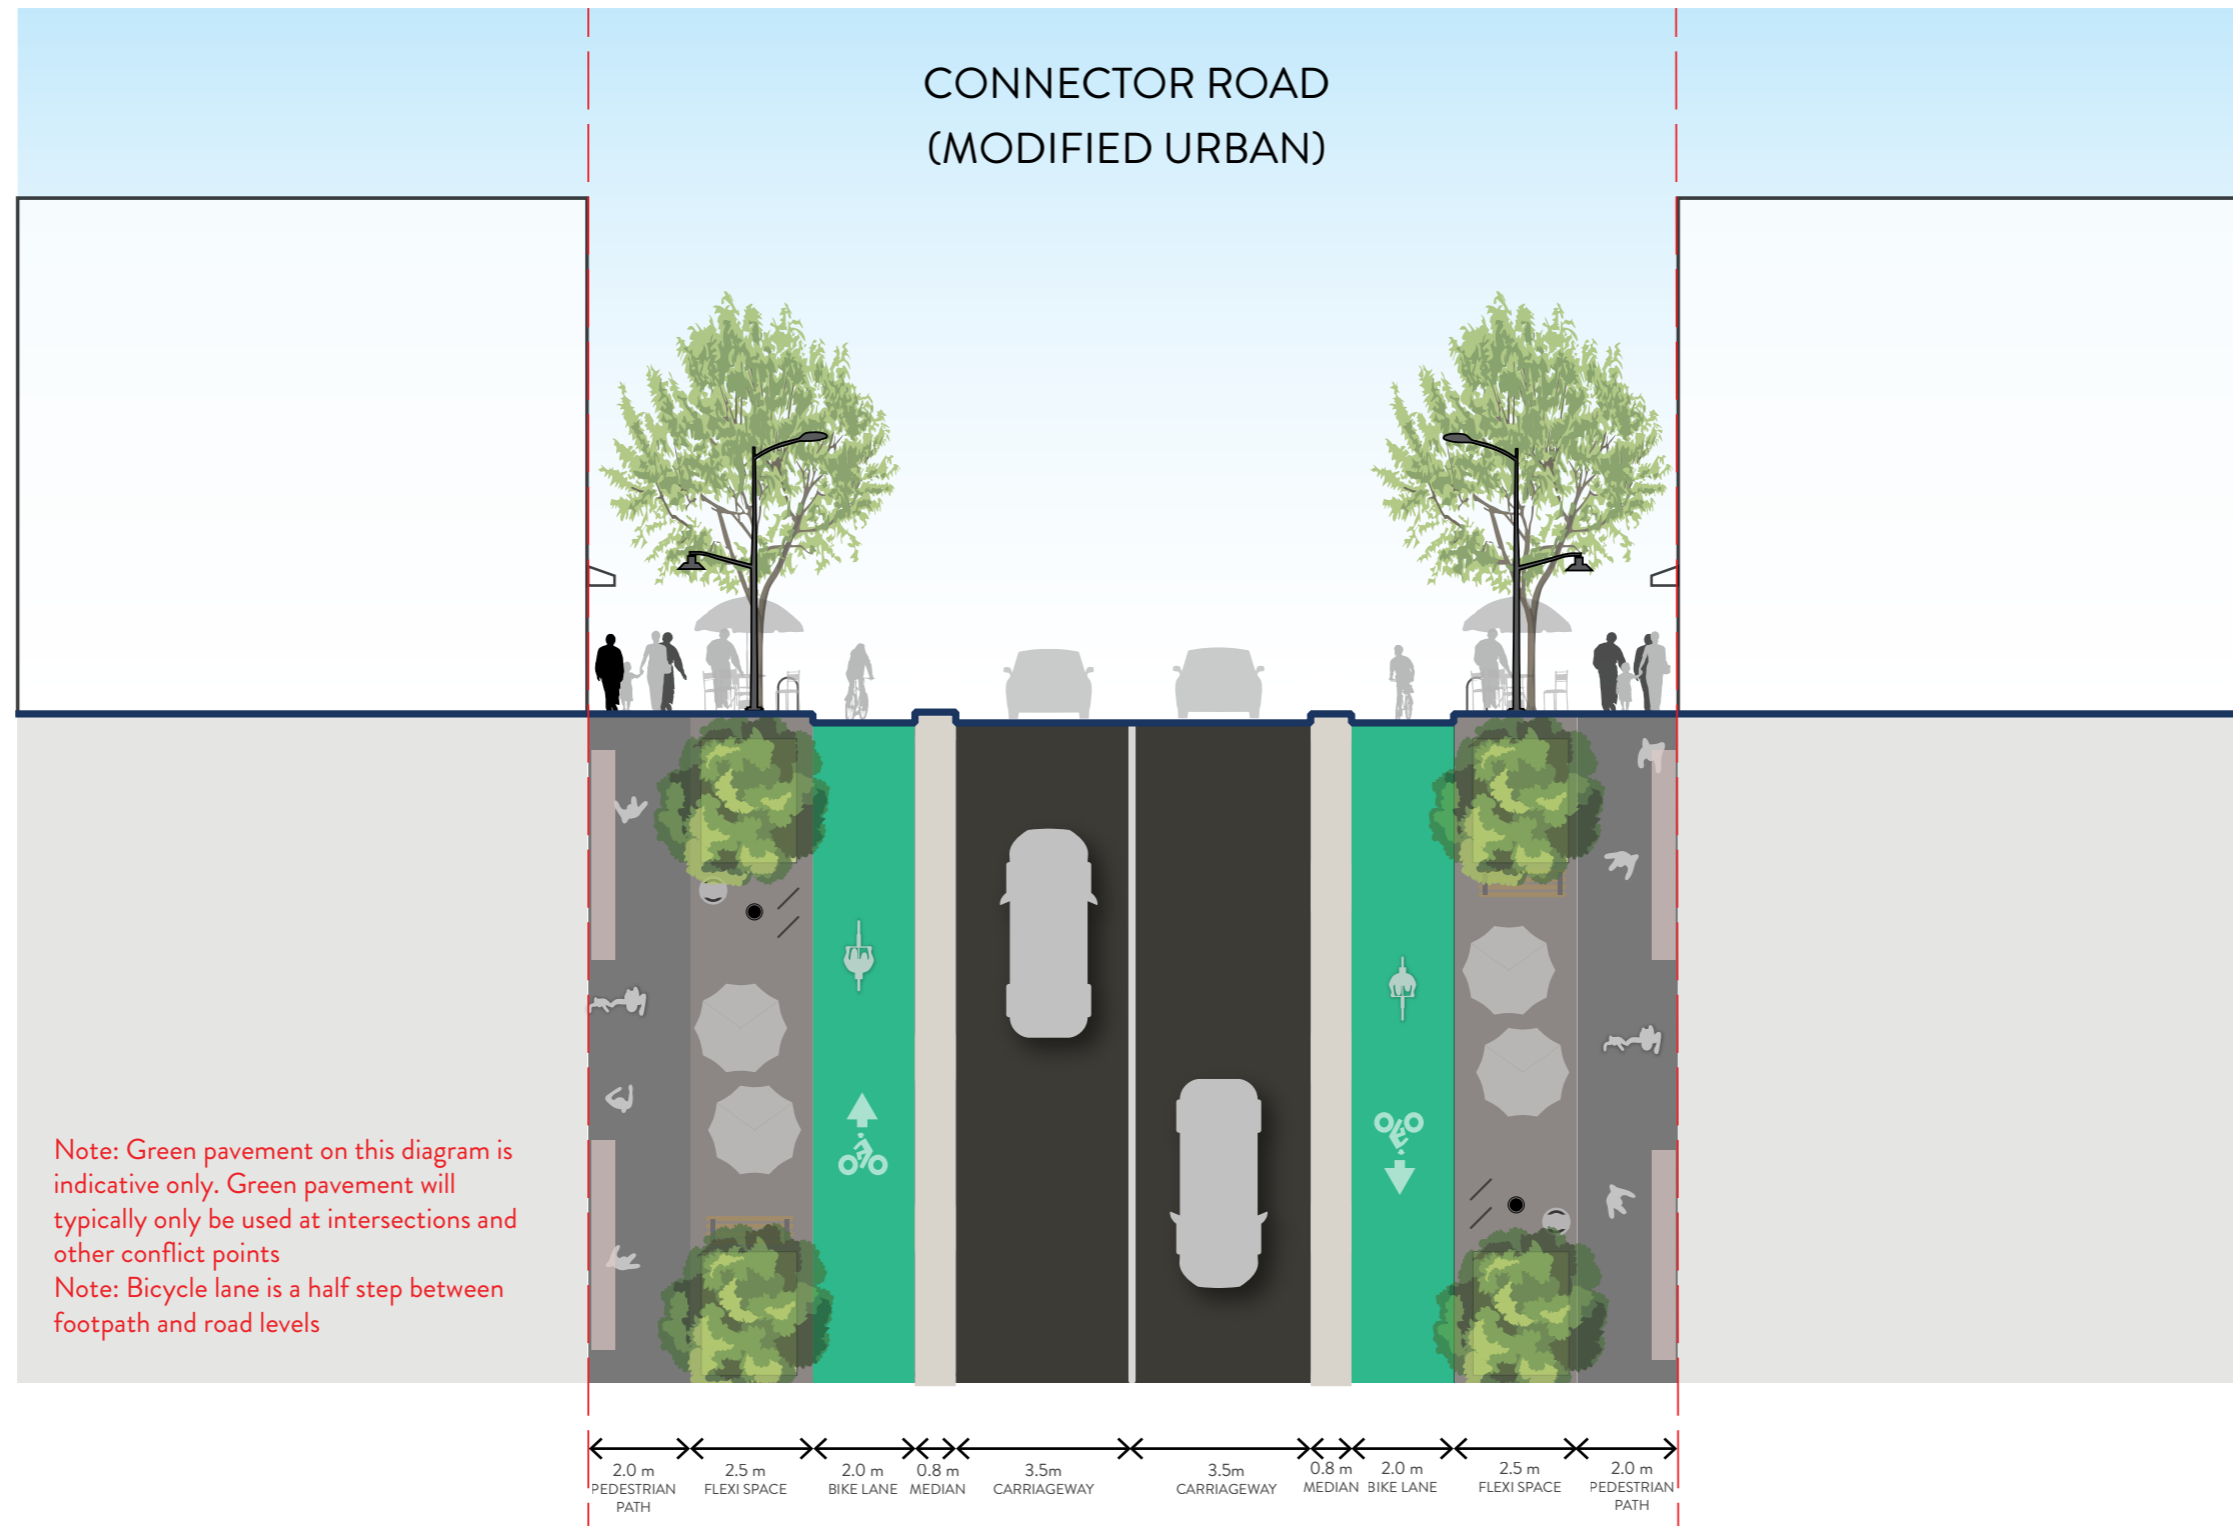 CONNECTOR ROAD
(MODIFIED URBAN)
Note: Green pavement on this diagram is
indicative only. Green pavement will
typically only be used at intersections and
other conflict points
Note: Bicycle lane is a half step between
footpath and road levels
2.0 m
PEDESTRIAN
PATH
2.5 m
FLEXI SPACE
2.0 m
BIKE LANE
0.8 m
MEDIAN
3.5m
CARRIAGEWAY
3.5m
CARRIAGEWAY
0.8 m
MEDIAN
2.0 m
BIKE LANE
2.5 m
FLEXI SPACE
2.0 m
PEDESTRIAN
PATH